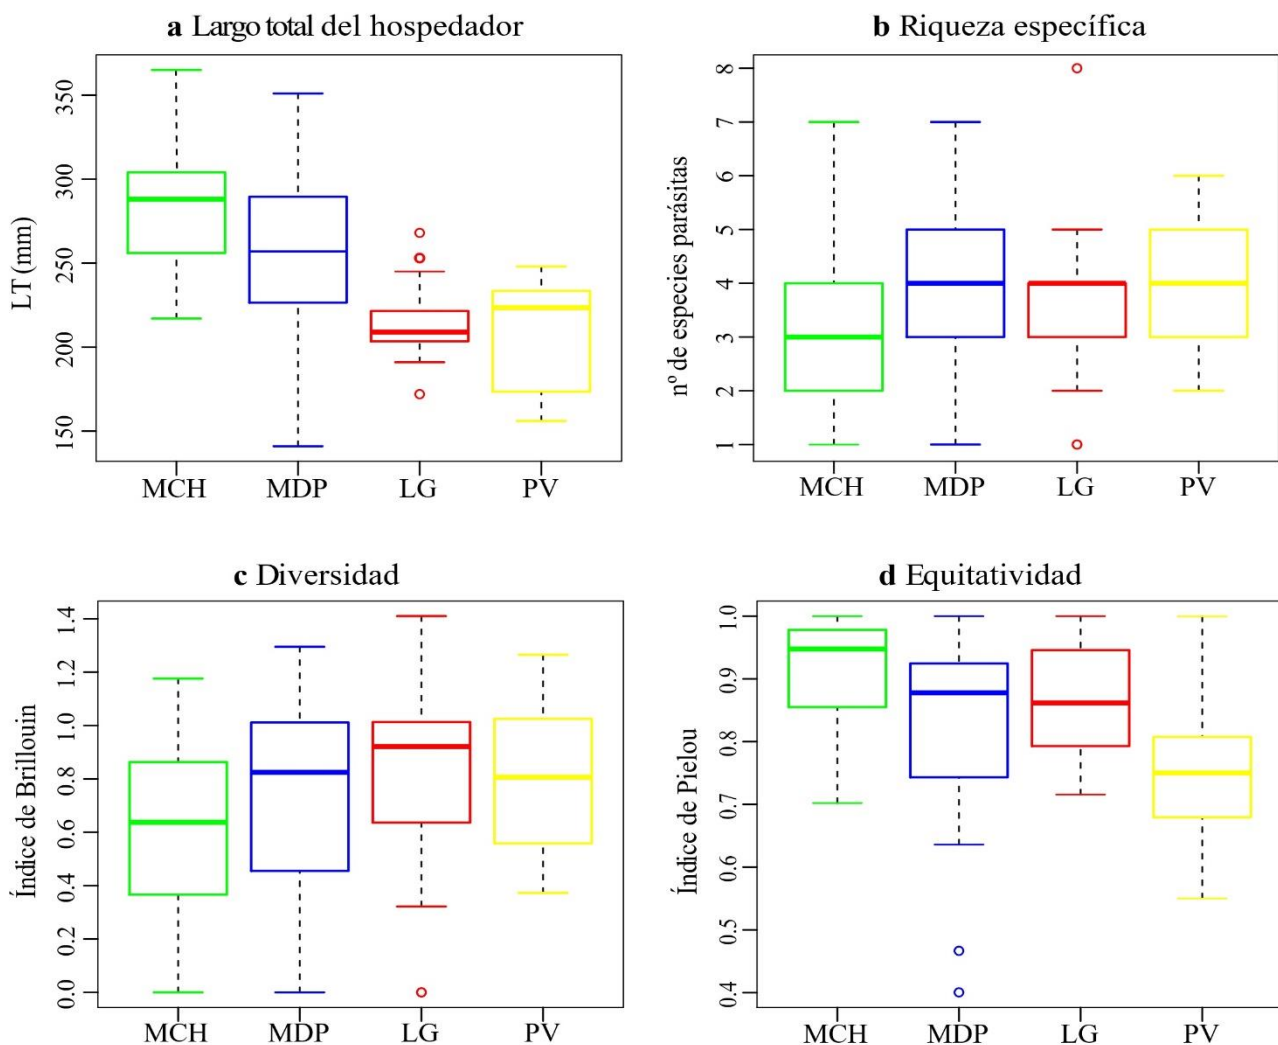 a Largo total del hospedador
LT (mm)
350
300
250
200
150
MCH MDP LG PV
b Riqueza específica
nº de especies parásitas
8
7
6
5
4
3
2
1
MCH MDP LG PV
c Diversidad
Índice de Brillouin
1.4
1.2
1.0
0.8
0.6
0.4
0.2
0.0
MCH MDP LG PV
d Equitatividad
Índice de Pielou
1.0
0.9
0.8
0.7
0.6
0.5
0.4
MCH MDP LG PV